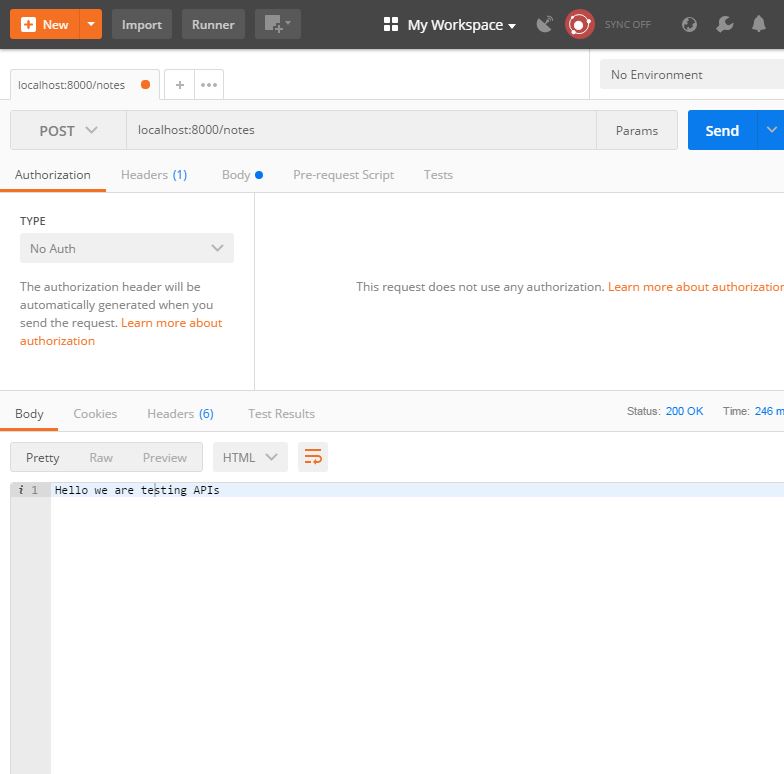 New Import Runner My Workspace SYNC OFF
localhost:8000/notes No Environment
POST localhost:8000/notes Params Send
Authorization Headers (1) Body Pre-request Script Tests
TYPE
No Auth
The authorization header will be
automatically generated when you
send the request. Learn more about
authorization
This request does not use any authorization. Learn more about authorization
Body Cookies Headers (6) Test Results Status: 200 OK Time: 246 m
Pretty Raw Preview HTML
i 1 Hello we are testing APIs